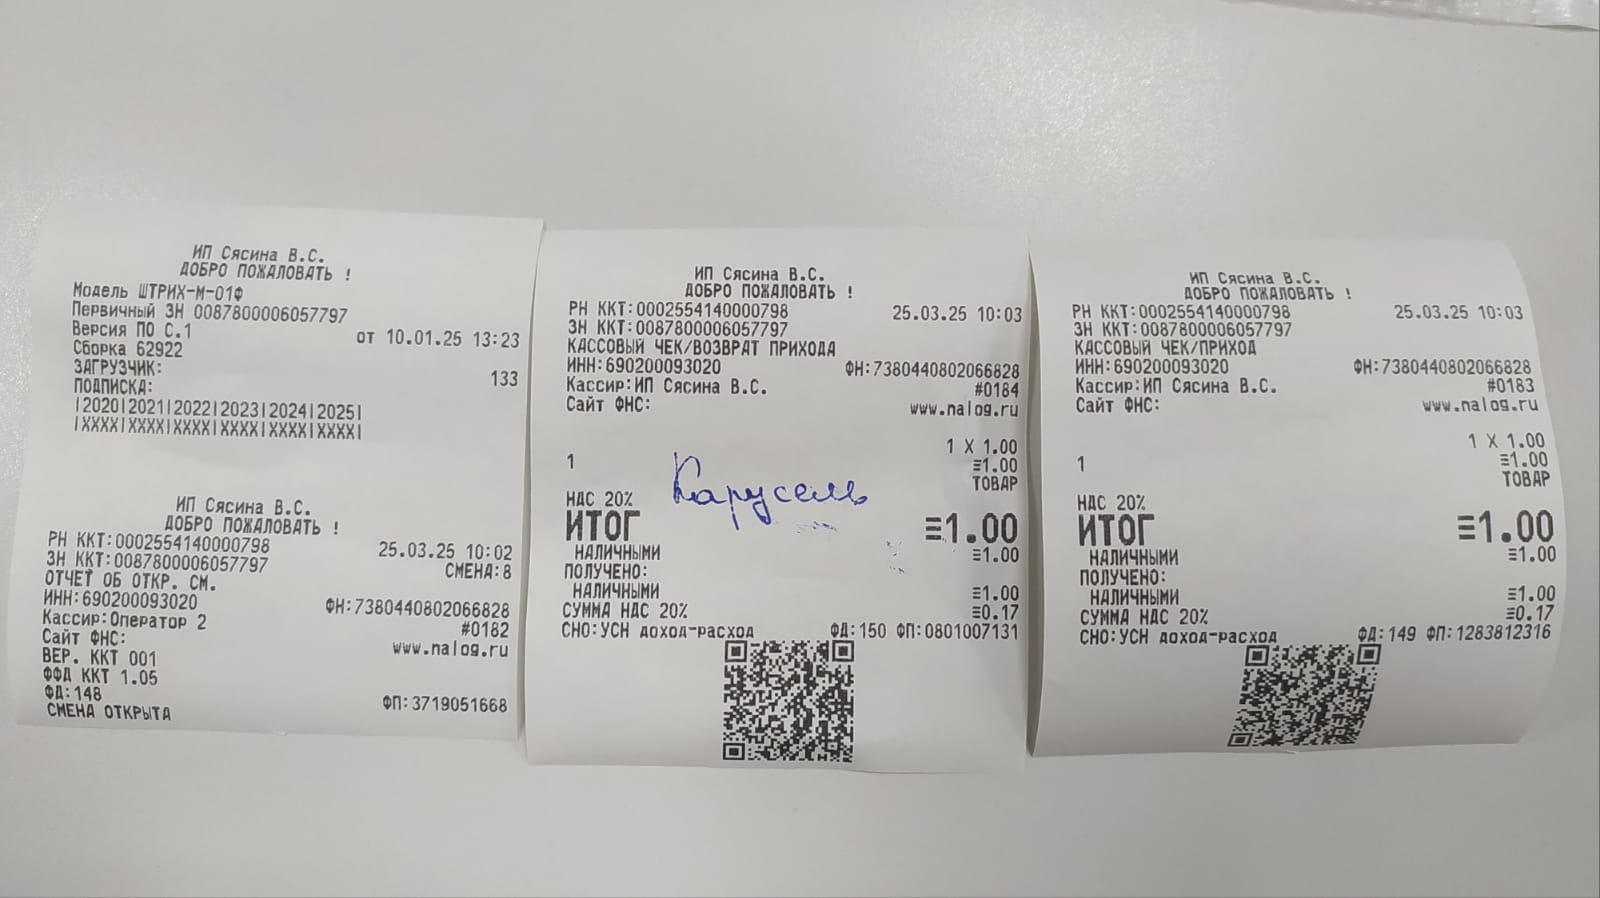 ИП Сясина В.С.
ДОБРО ПОЖАЛОВАТЬ !
Модель ШТРИХ-М-01Ф
Первичный ЗН 0087800006057797
Версия ПО С.1 от 10.01.25 13:23
Сборка 62922
ЗАГРУЗЧИК: 133
ПОДПИСКА:
|2020|2021|2022|2023|2024|2025|
|XXXX|XXXX|XXXX|XXXX|XXXX|XXXX|
ИП Сясина В.С.
ДОБРО ПОЖАЛОВАТЬ !
РН ККТ:0002554140000798 25.03.25 10:02
ЗН ККТ:0087800006057797 СМЕНА:8
ОТЧЕТ ОБ ОТКР. СМ.
ИНН:690200093020 ФН:7380440802066828
Кассир:Оператор 2 #0182
Сайт ФНС: www.nalog.ru
ВЕР. ККТ 001
ФФД ККТ 1.05
ФД:148 ФП:3719051668
СМЕНА ОТКРЫТА
ИП Сясина В.С.
ДОБРО ПОЖАЛОВАТЬ !
РН ККТ:0002554140000798 25.03.25 10:03
ЗН ККТ:0087800006057797
КАССОВЫЙ ЧЕК/ВОЗВРАТ ПРИХОДА
ИНН:690200093020 ФН:7380440802066828
Кассир:ИП Сясина В.С. #0184
Сайт ФНС: www.nalog.ru
1 X 1.00
1 ≡1.00
ТОВАР
Карусель
НДС 20%
ИТОГ ≡1.00
НАЛИЧНЫМИ ≡1.00
ПОЛУЧЕНО:
НАЛИЧНЫМИ ≡1.00
СУММА НДС 20% ≡0.17
СНО:УСН доход-расход ФД:150 ФП:0801007131
ИП Сясина В.С.
ДОБРО ПОЖАЛОВАТЬ !
РН ККТ:0002554140000798 25.03.25 10:03
ЗН ККТ:0087800006057797
КАССОВЫЙ ЧЕК/ПРИХОД
ИНН:690200093020 ФН:7380440802066828
Кассир:ИП Сясина В.С. #0183
Сайт ФНС: www.nalog.ru
1 X 1.00
1 ≡1.00
ТОВАР
НДС 20%
ИТОГ ≡1.00
НАЛИЧНЫМИ ≡1.00
ПОЛУЧЕНО:
НАЛИЧНЫМИ ≡1.00
СУММА НДС 20% ≡0.17
СНО:УСН доход-расход ФД:149 ФП:1283812316